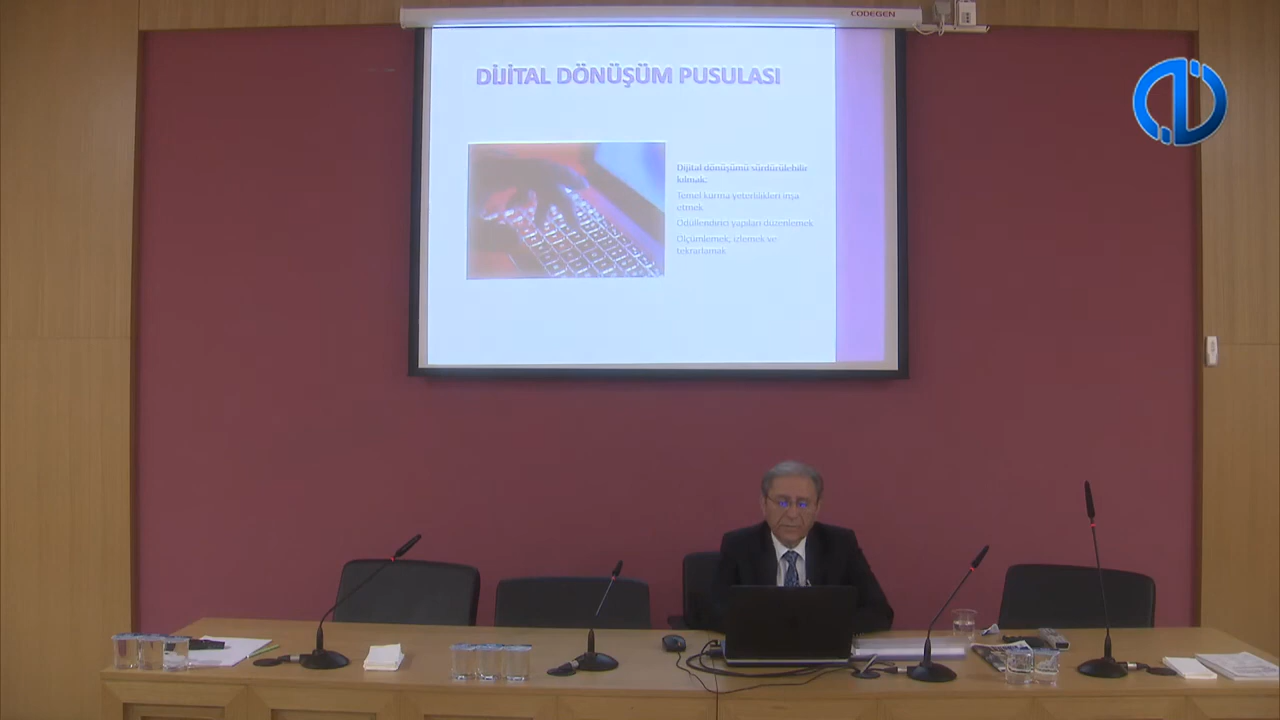 CODEGEN
DİJİTAL DÖNÜŞÜM PUSULASI
Dijital dönüşümü sürdürülebilir
kılmak:
Temel kurma yeterlilikleri inşa
etmek
Ödüllendirici yapıları düzenlemek
Ölçümlemek, izlemek ve
tekrarlamak